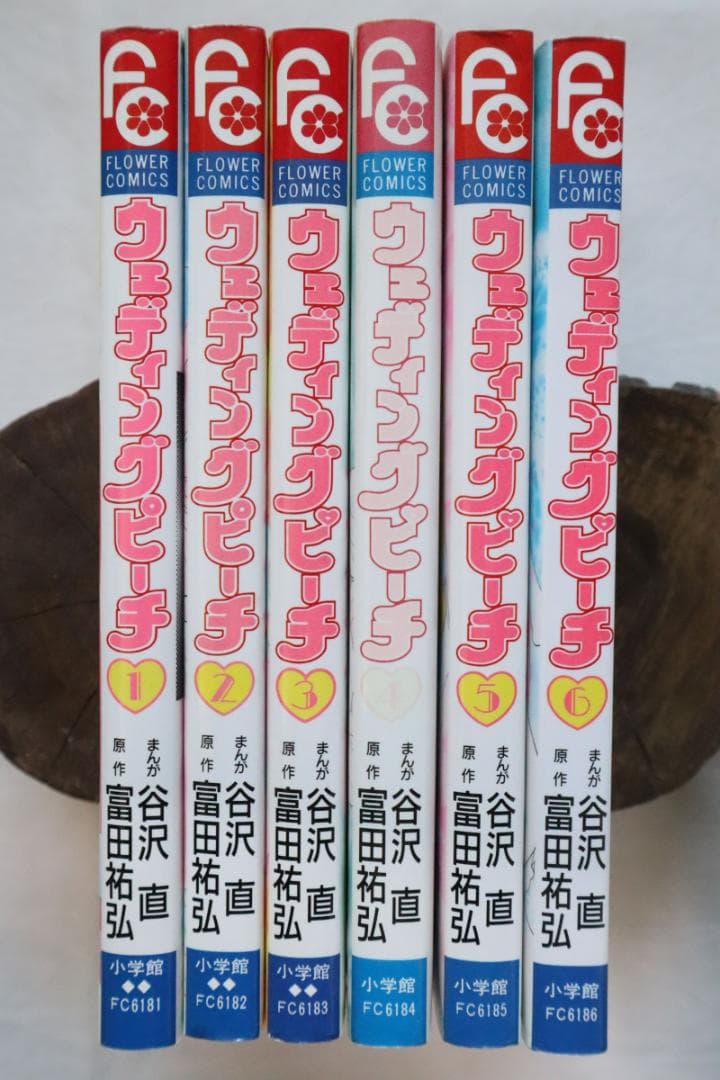 FC
FLOWER
COMICS
ウェディングピーチ
1
まんが 谷沢 直
原作 富田祐弘
小学館
◆◆
FC6181
FC
FLOWER
COMICS
ウェディングピーチ
2
まんが 谷沢 直
原作 富田祐弘
小学館
◆◆
FC6182
FC
FLOWER
COMICS
ウェディングピーチ
3
まんが 谷沢 直
原作 富田祐弘
小学館
◆◆
FC6183
FC
FLOWER
COMICS
ウェディングピーチ
4
まんが 谷沢 直
原作 富田祐弘
小学館
FC6184
FC
FLOWER
COMICS
ウェディングピーチ
5
まんが 谷沢 直
原作 富田祐弘
小学館
FC6185
FC
FLOWER
COMICS
ウェディングピーチ
6
まんが 谷沢 直
原作 富田祐弘
小学館
FC6186